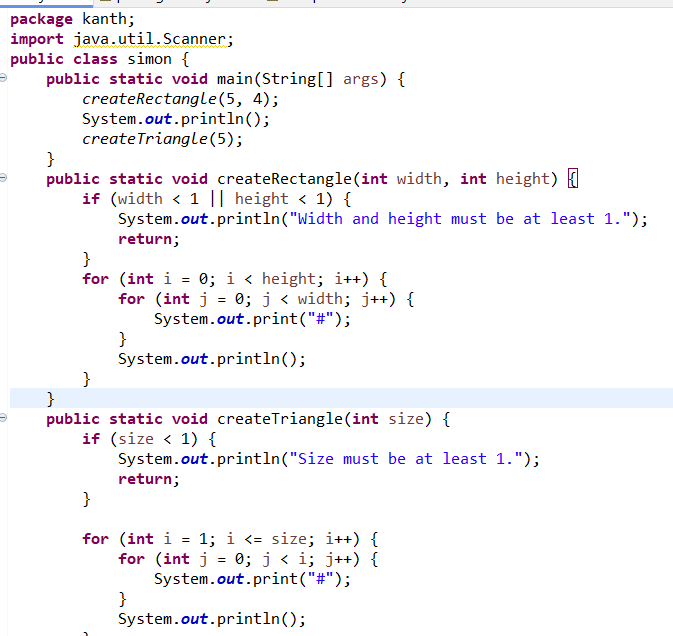 package kanth;
import java.util.Scanner;
public class simon {
    public static void main(String[] args) {
        createRectangle(5, 4);
        System.out.println();
        createTriangle(5);
    }
    public static void createRectangle(int width, int height) {
        if (width < 1 || height < 1) {
            System.out.println("Width and height must be at least 1.");
            return;
        }
        for (int i = 0; i < height; i++) {
            for (int j = 0; j < width; j++) {
                System.out.print("#");
            }
            System.out.println();
        }
    }
    public static void createTriangle(int size) {
        if (size < 1) {
            System.out.println("Size must be at least 1.");
            return;
        }

        for (int i = 1; i <= size; i++) {
            for (int j = 0; j < i; j++) {
                System.out.print("#");
            }
            System.out.println();